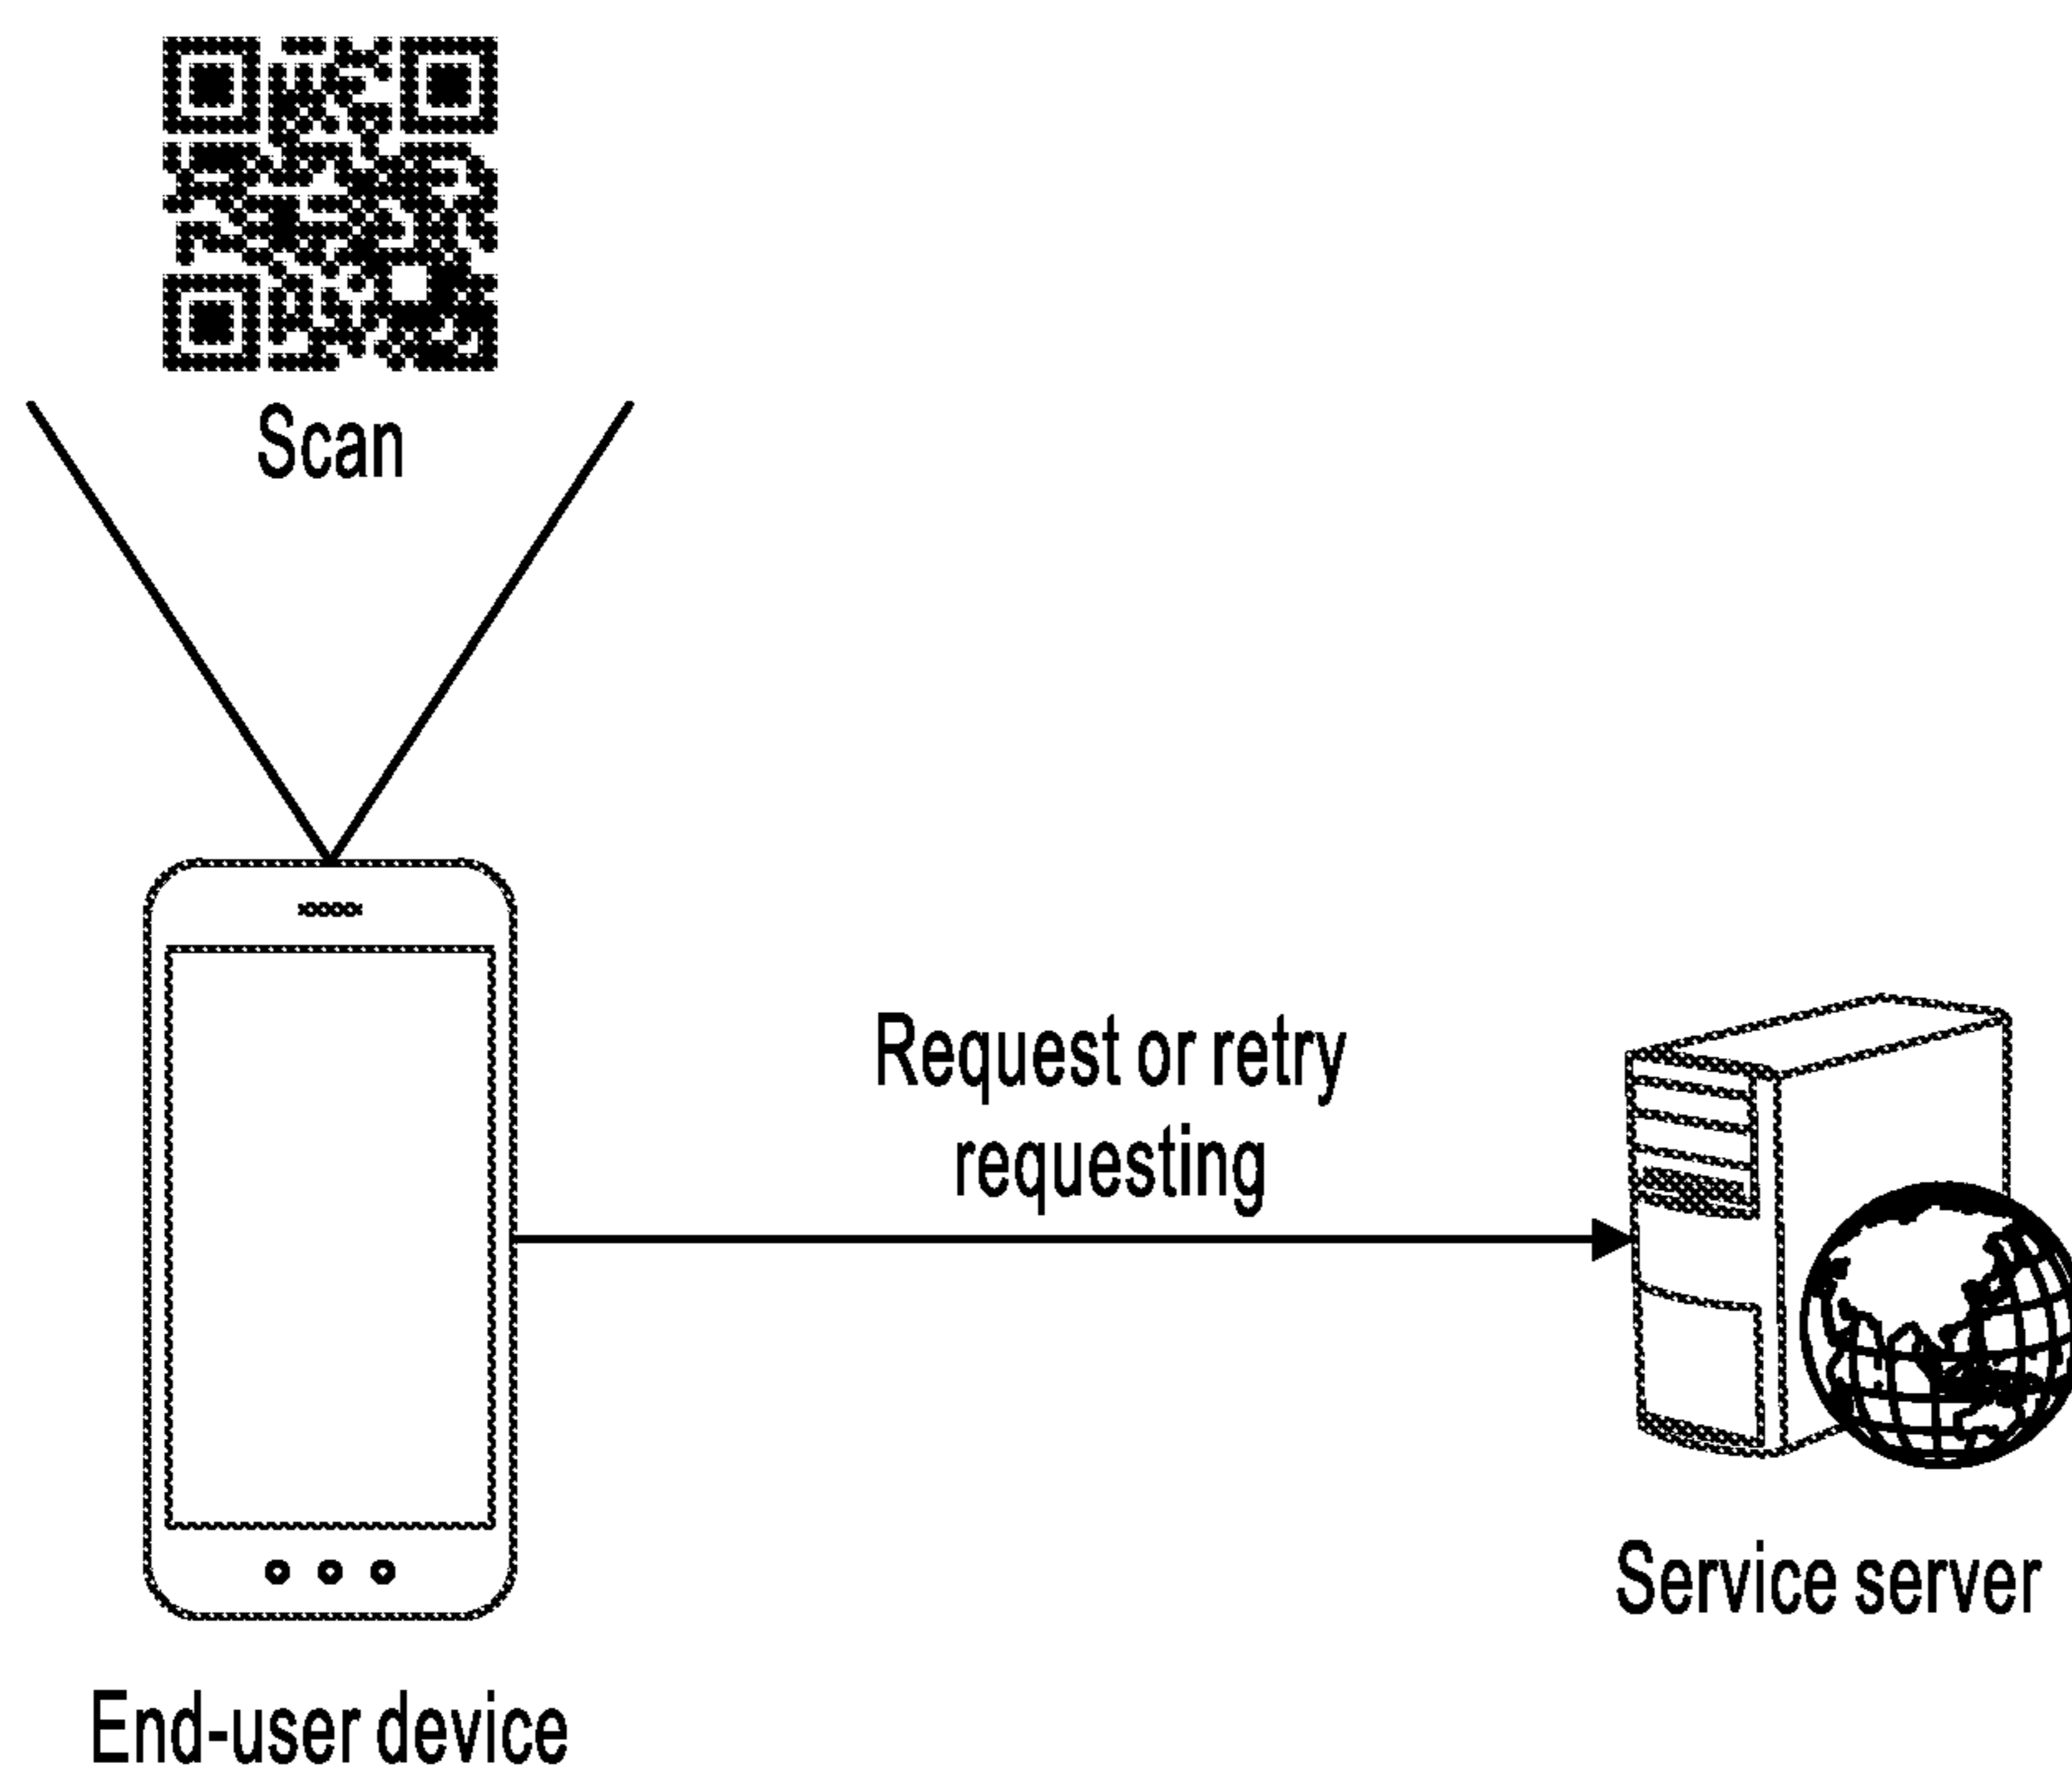 Scan
Request or retry
requesting
Service server
End-user device